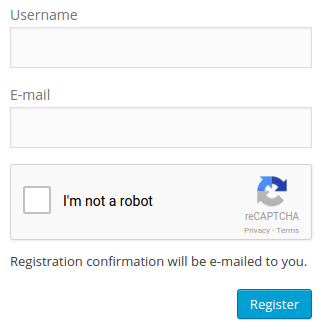 Username
E-mail
I'm not a robot
reCAPTCHA
Privacy - Terms
Registration confirmation will be e-mailed to you.
Register